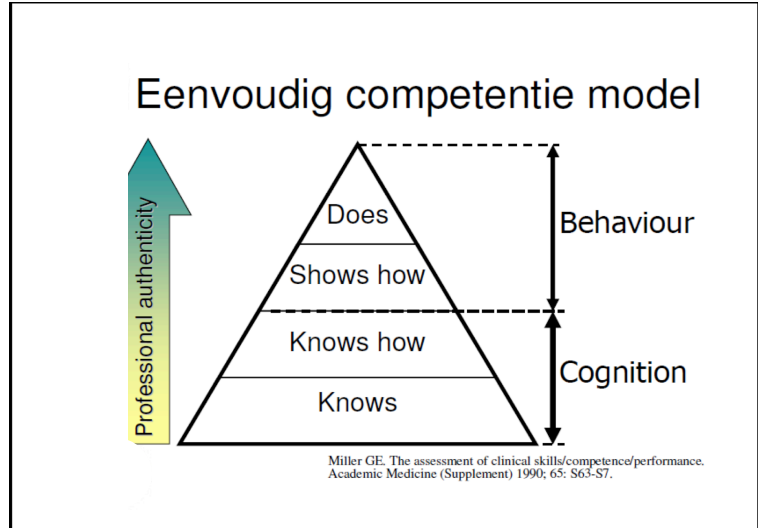 Eenvoudig competentie model
Professional authenticity
Does
Behaviour
Shows how
Knows how
Cognition
Knows
Miller GE. The assessment of clinical skills/competence/performance.
Academic Medicine (Supplement) 1990; 65: S63-S7.